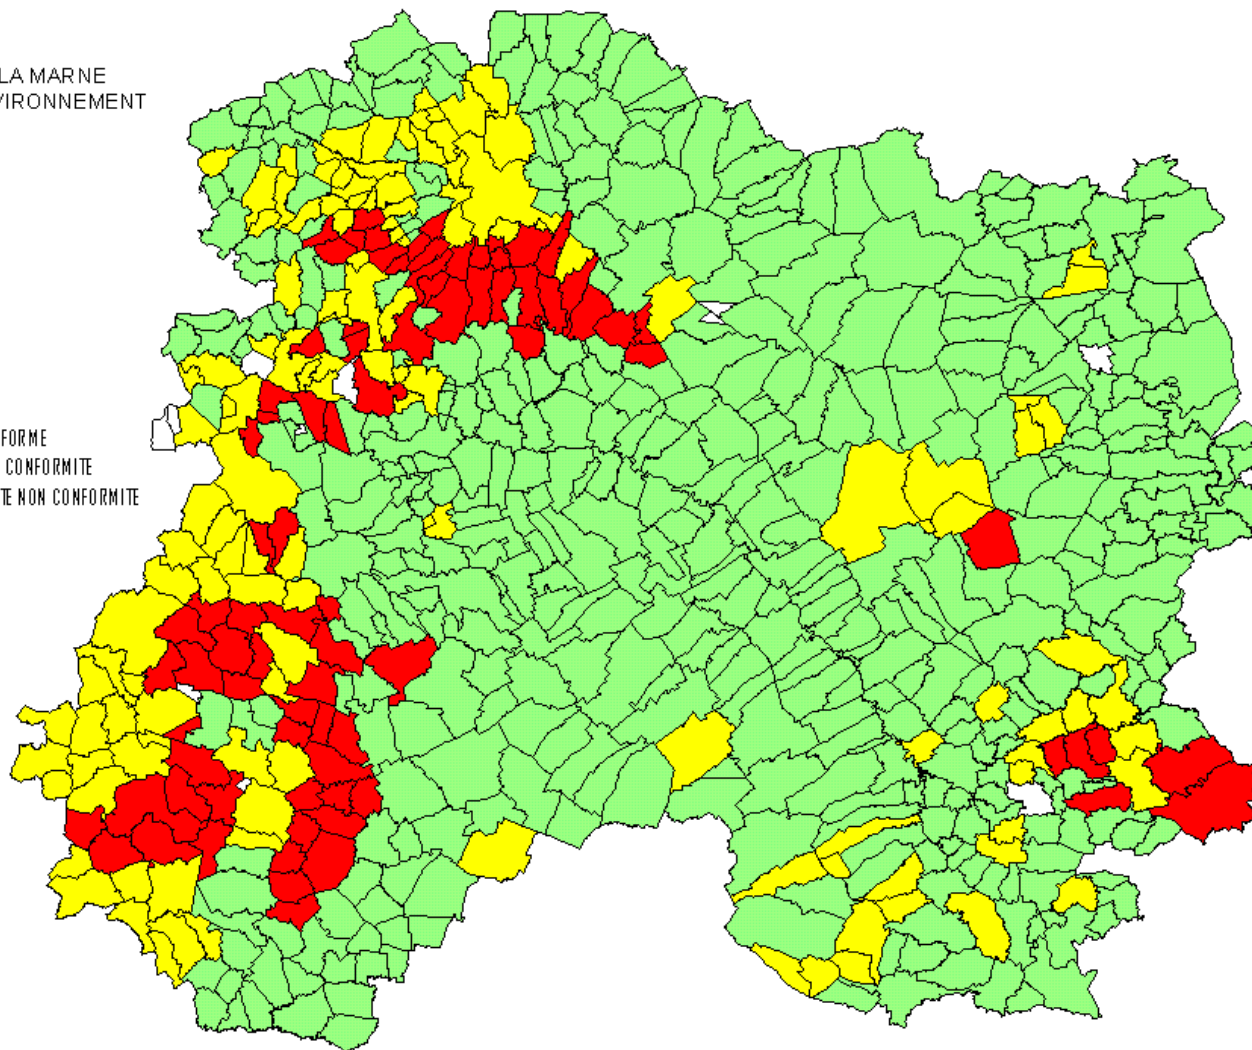 LA MARNE
VIRONNEMENT
FORME
CONFORMITE
TE NON CONFORMITE